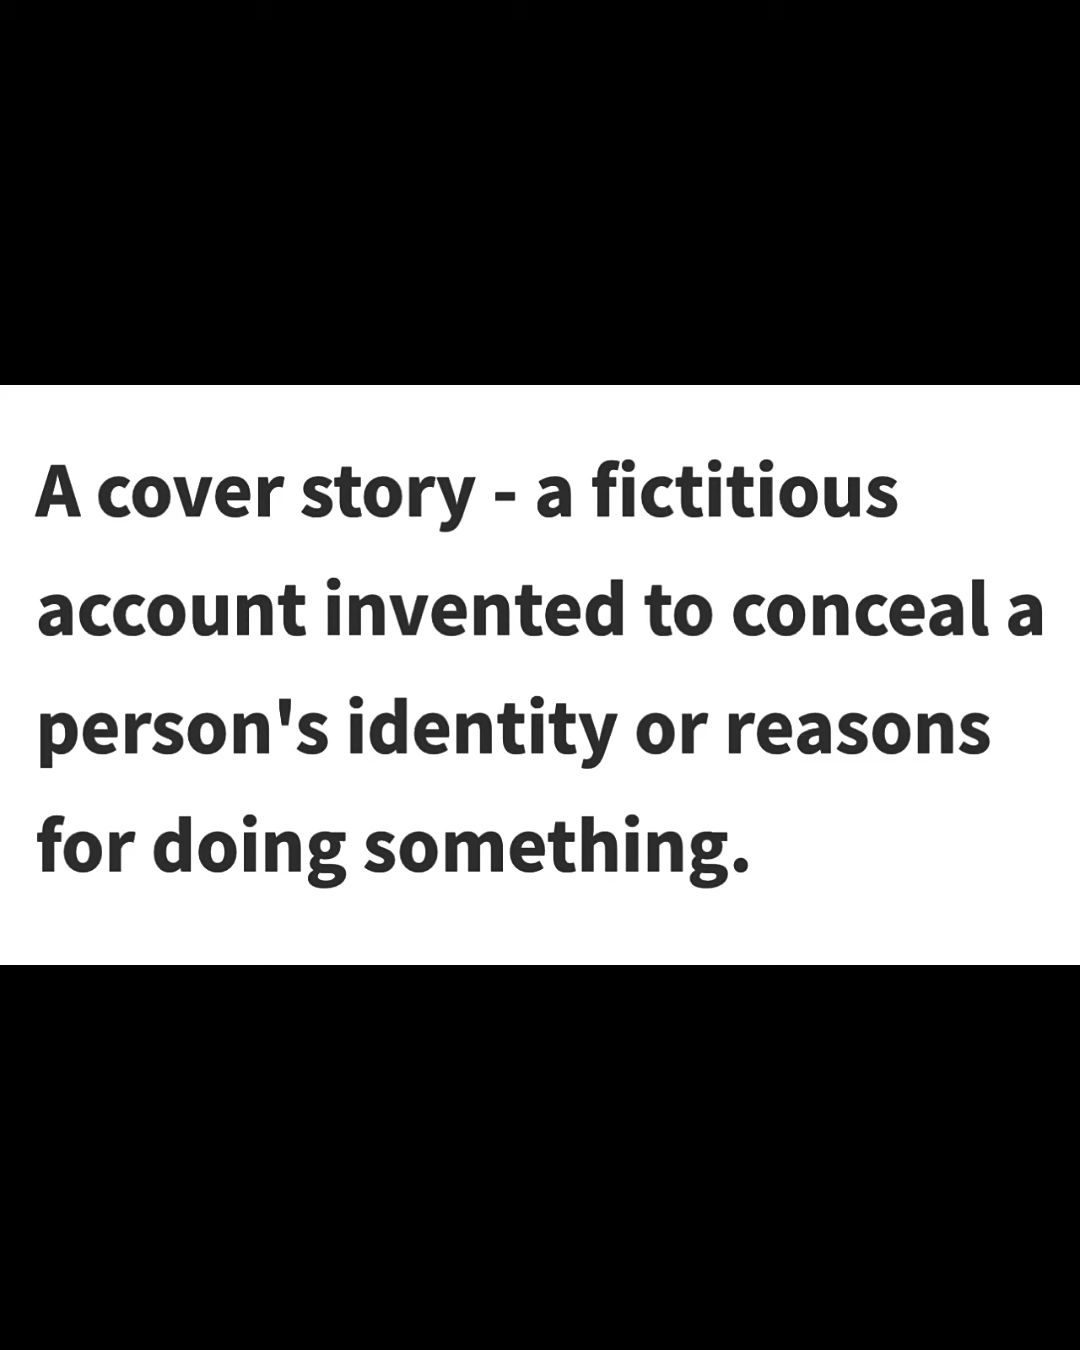 A cover story - a fictitious
account invented to conceal a
person's identity or reasons
for doing something.